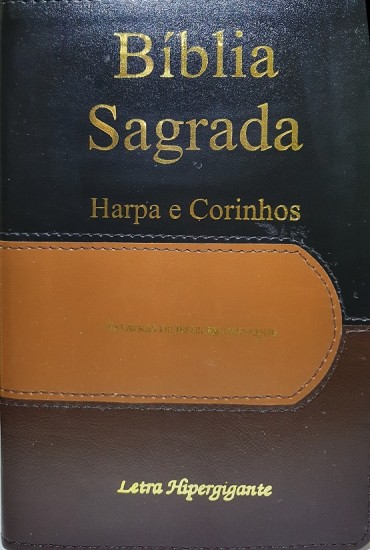 Bíblia
Sagrada
Harpa e Corinhos
Letra Hipergigante